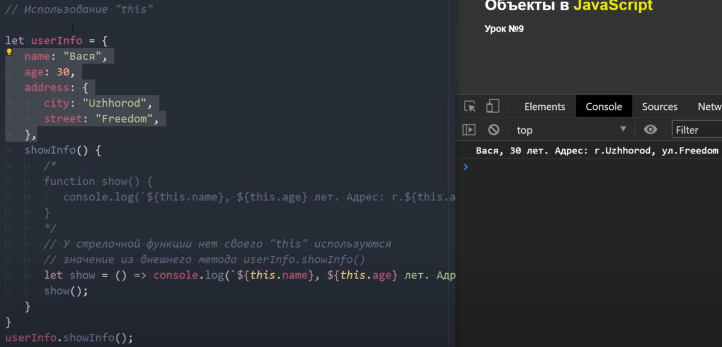 // Использование "this"
let userInfo = {
name: "Вася",
age: 30,
address: {
city: "Uzhhorod",
street: "Freedom",
},
showInfo() {
/*
function show() {
console.log(`${this.name}, ${this.age} лет. Адрес: г.${this.a
}
*/
// У стрелочной функции нет своего "this" используются
// значение из внешнего метода userInfo.showInfo()
let show = () => console.log(`${this.name}, ${this.age} лет. Адр
show();
}
}
userInfo.showInfo();
Объекты в JavaScript
Урок №9
Elements Console Sources Netw
top Filter
Вася, 30 лет. Адрес: г.Uzhhorod, ул.Freedom
>